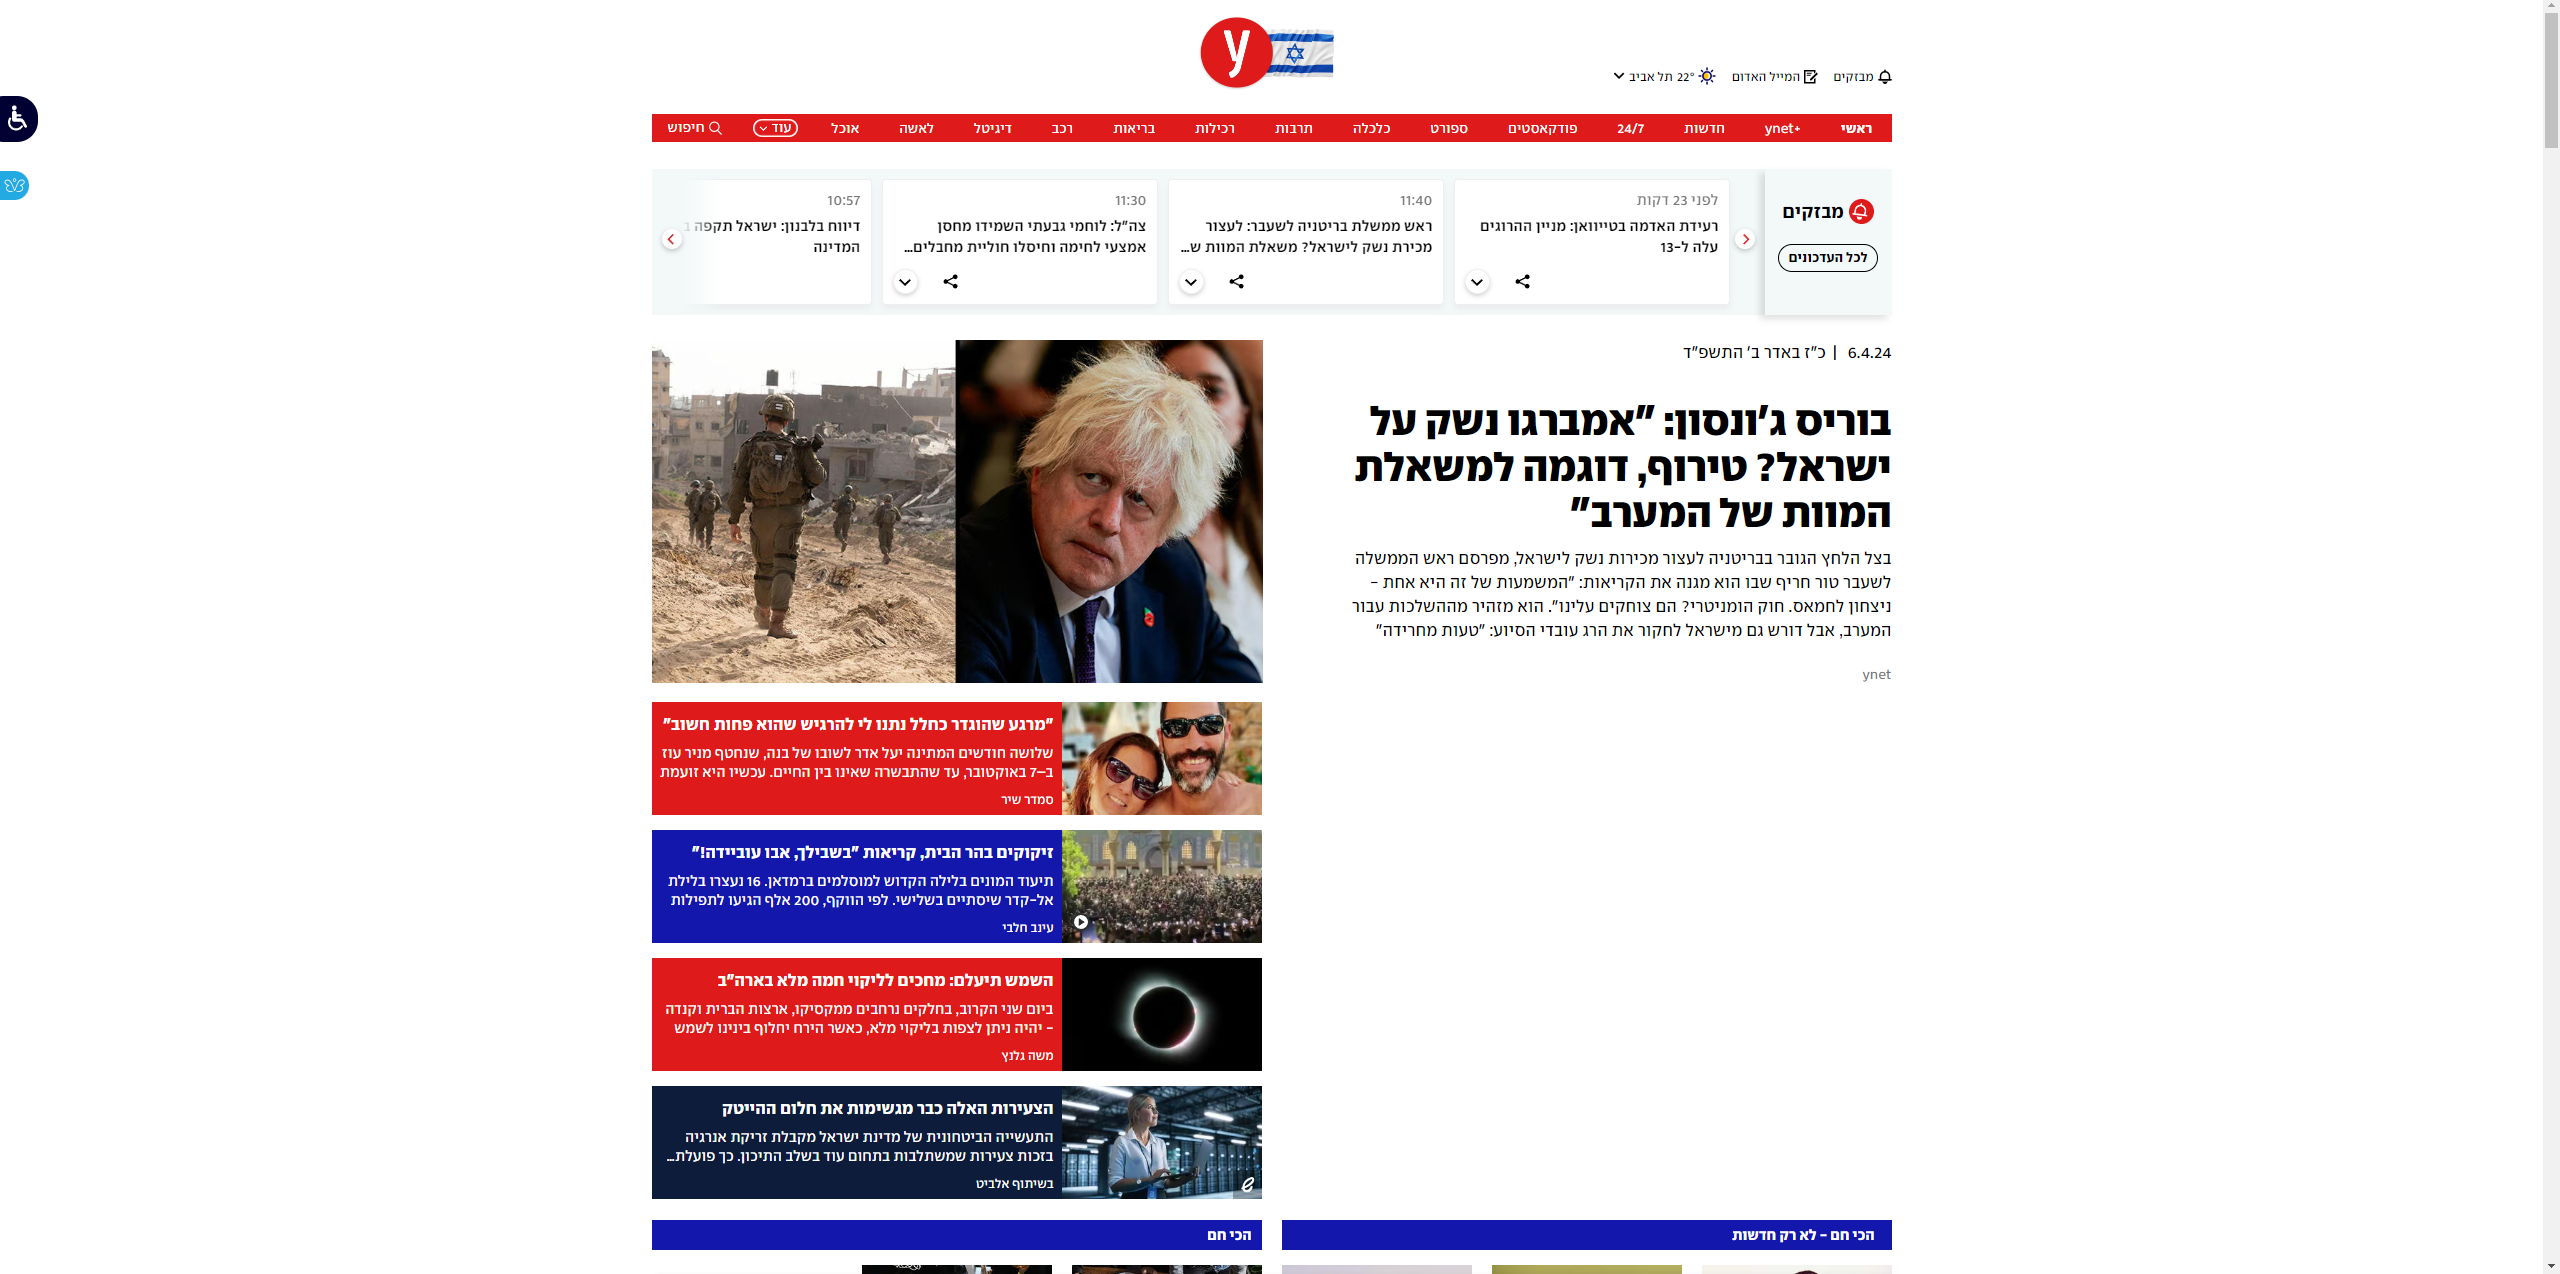 y
מבזקים
המייל האדום
22° תל אביב
ראשי
ynet+
חדשות
24/7
פודקאסטים
ספורט
כלכלה
תרבות
רכילות
בריאות
רכב
דיגיטל
לאשה
אוכל
עוד
חיפוש
מבזקים
לכל העדכונים
לפני 23 דקות
רעידת האדמה בטייוואן: מניין ההרוגים
עלה ל-13
11:40
ראש ממשלת בריטניה לשעבר: לעצור
מכירת נשק לישראל? משאלת המוות ש...
11:30
צה"ל: לוחמי גבעתי השמידו מחסן
אמצעי לחימה וחיסלו חוליית מחבלים...
10:57
דיווח בלבנון: ישראל תקפה ב
המדינה
6.4.24 | כ"ז באדר ב' התשפ"ד
בוריס ג'ונסון: "אמברגו נשק על
ישראל? טירוף, דוגמה למשאלת
המוות של המערב"
בצל הלחץ הגובר בבריטניה לעצור מכירות נשק לישראל, מפרסם ראש הממשלה
לשעבר טור חריף שבו הוא מגנה את הקריאות: "המשמעות של זה היא אחת -
ניצחון לחמאס. חוק הומניטרי? הם צוחקים עלינו". הוא מזהיר מההשלכות עבור
המערב, אבל דורש גם מישראל לחקור את הרג עובדי הסיוע: "טעות מחרידה"
ynet
"מרגע שהוגדר כחלל נתנו לי להרגיש שהוא פחות חשוב"
שלושה חודשים המתינה יעל אדר לשובו של בנה, שנחטף מניר עוז
ב–7 באוקטובר, עד שהתבשרה שאינו בין החיים. עכשיו היא זועמת
סמדר שיר
זיקוקים בהר הבית, קריאות "בשבילך, אבו עוביידה!"
תיעוד המונים בלילה הקדוש למוסלמים ברמדאן. 16 נעצרו בלילת
אל-קדר שיסתיים בשלישי. לפי הווקף, 200 אלף הגיעו לתפילות
עינב חלבי
השמש תיעלם: מחכים לליקוי חמה מלא בארה"ב
ביום שני הקרוב, בחלקים נרחבים ממקסיקו, ארצות הברית וקנדה
- יהיה ניתן לצפות בליקוי מלא, כאשר הירח יחלוף בינינו לשמש
משה גלנץ
הצעירות האלה כבר מגשימות את חלום ההייטק
התעשייה הביטחונית של מדינת ישראל מקבלת זריקת אנרגיה
בזכות צעירות שמשתלבות בתחום עוד בשלב התיכון. כך פועלת...
בשיתוף אלביט
הכי חם - לא רק חדשות
הכי חם